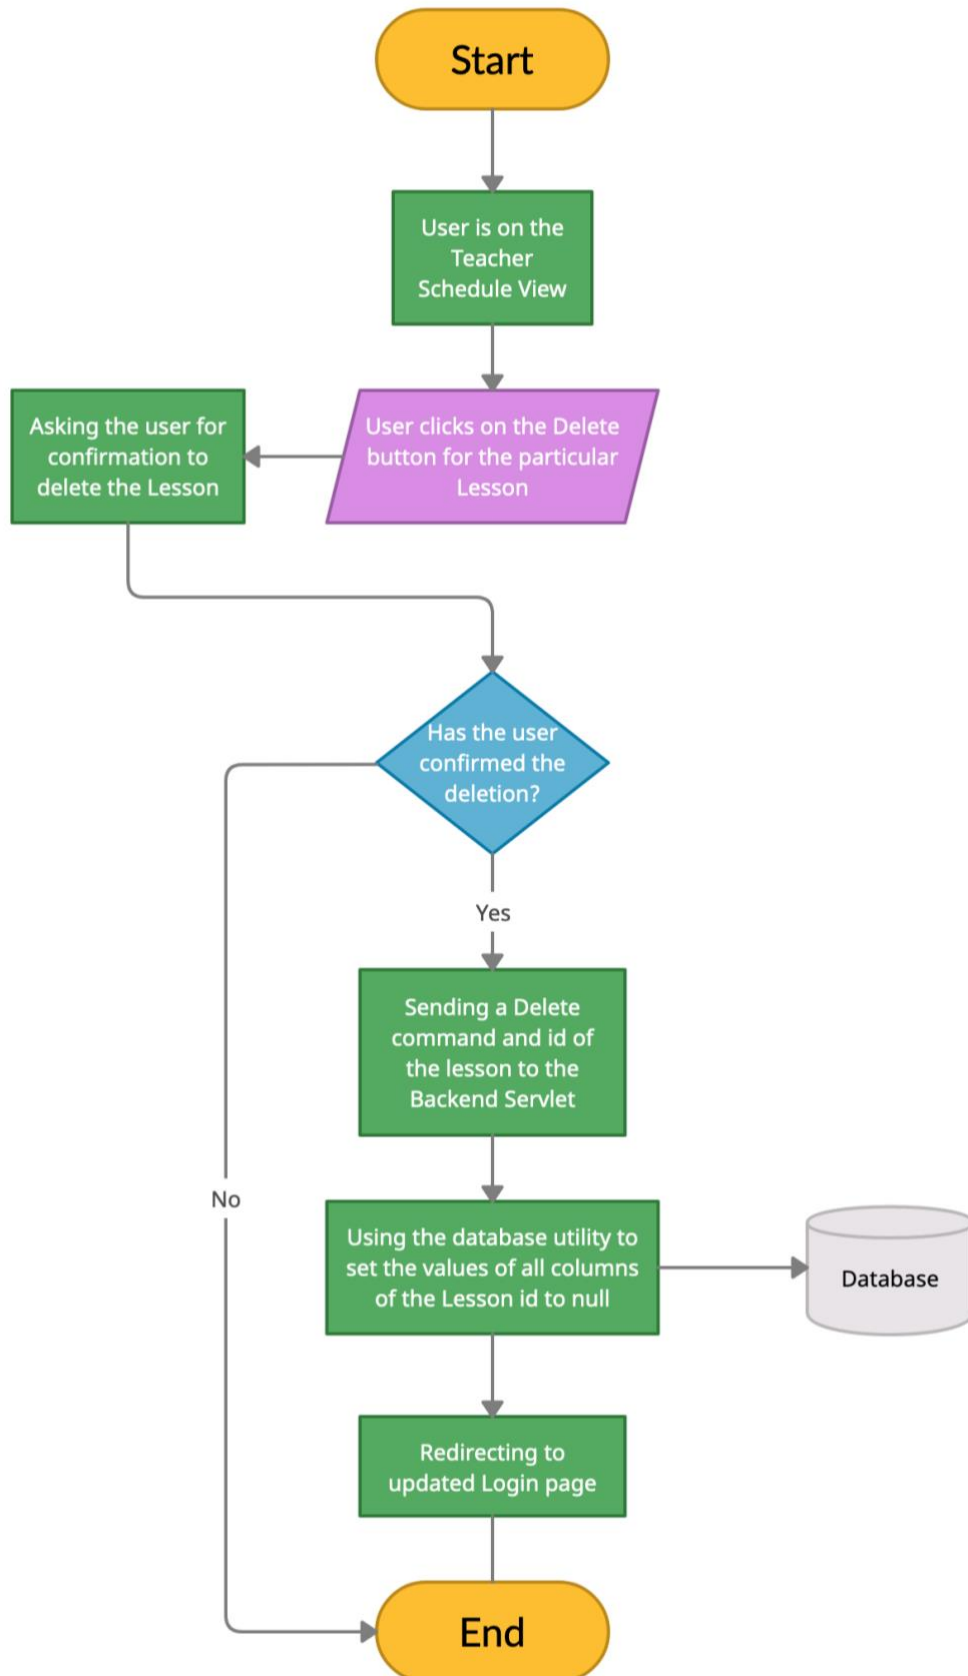 Start
User is on the
Teacher
Schedule View
User clicks on the Delete
button for the particular
Lesson
Asking the user for
confirmation to
delete the Lesson
Has the user
confirmed the
deletion?
Yes
Sending a Delete
command and id of
the lesson to the
Backend Servlet
No
Using the database utility to
set the values of all columns
of the Lesson id to null
Database
Redirecting to
updated Login page
End